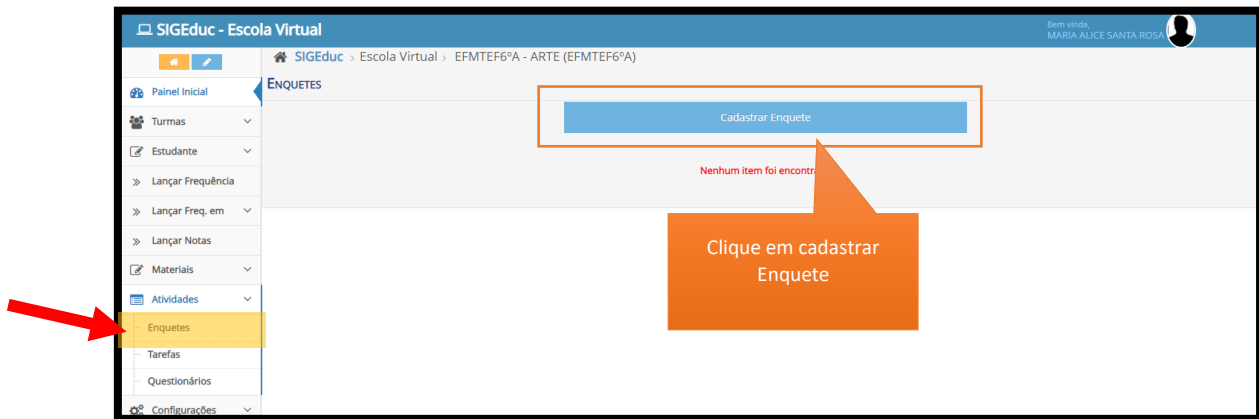 SIGEduc - Escola Virtual
Bem vinda,
MARIA ALICE SANTA ROSA
SIGEduc > Escola Virtual > EFMTEF6ºA - ARTE (EFMTEF6ºA)
Painel Inicial
ENQUETES
Turmas
Cadastrar Enquete
Estudante
Nenhum item foi
Lançar Frequência
Lançar Freq. em
Lançar Notas
Clique em cadastrar
Enquete
Materiais
Atividades
Enquetes
Tarefas
Questionários
Configurações